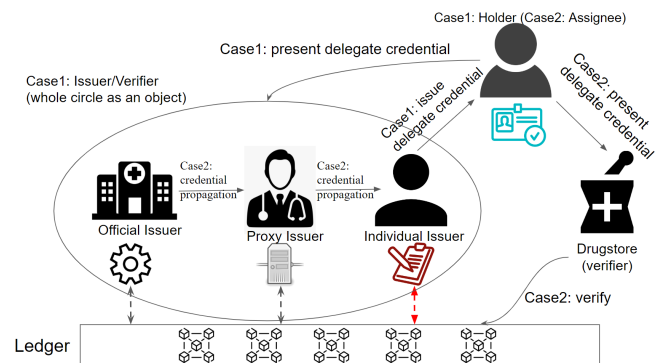 Case1: Holder (Case2: Assignee)
Case1: present delegate credential
Case1: Issuer/Verifier
(whole circle as an object)
Case1: issue
delegate credential
Case2: present
delegate credential
Case2:
credential
propagation
Case2:
credential
propagation
Official Issuer
Proxy Issuer
Individual Issuer
Drugstore
(verifier)
Case2: verify
Ledger